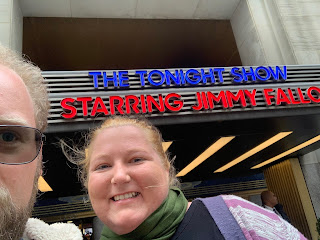 THE TONIGHT SHOW
STARRING JIMMY FALLO